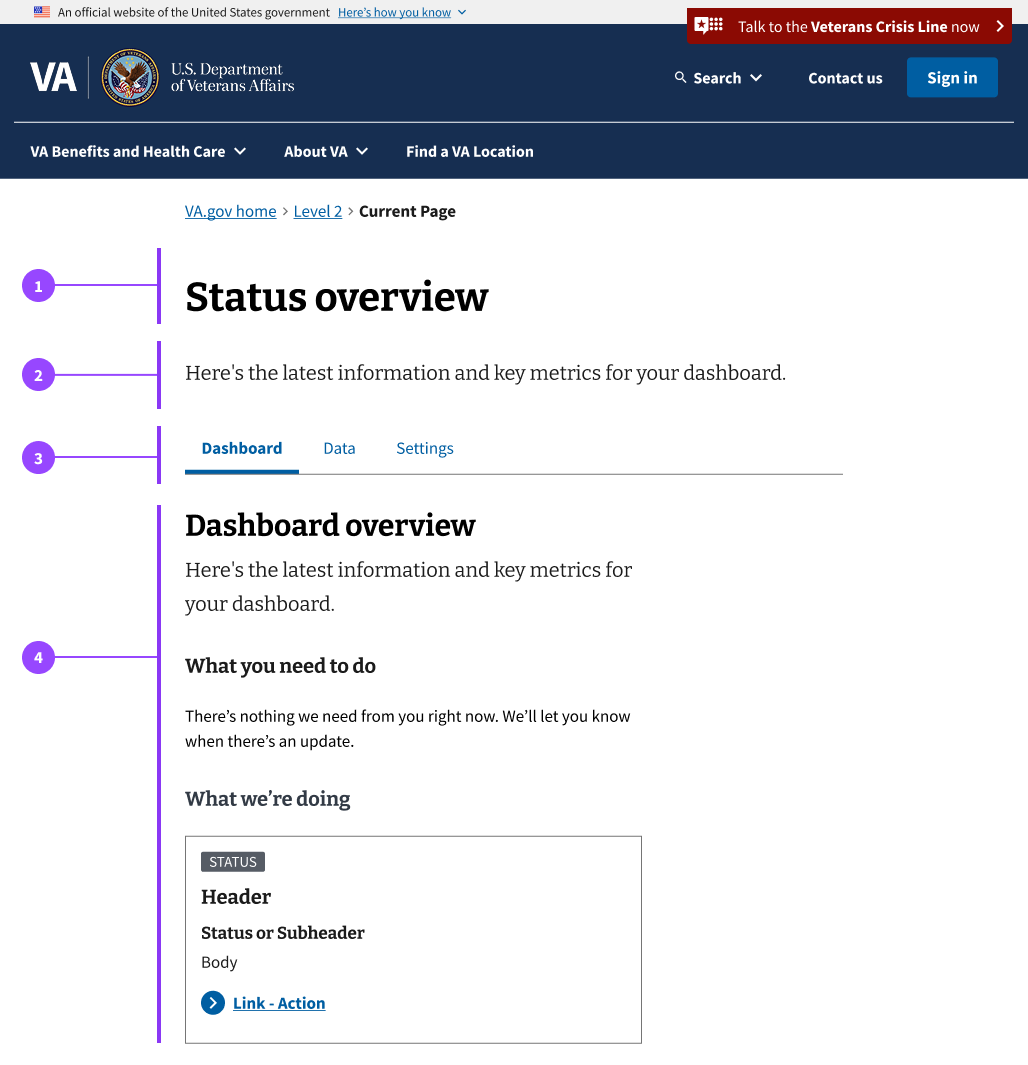 An official website of the United States government Here's how you know
Talk to the Veterans Crisis Line now
VA U.S. Department
of Veterans Affairs
Search Contact us Sign in
VA Benefits and Health Care About VA Find a VA Location
VA.gov home > Level 2 > Current Page
1
Status overview
2
Here's the latest information and key metrics for your dashboard.
3
Dashboard Data Settings
Dashboard overview
Here's the latest information and key metrics for
your dashboard.
4
What you need to do
There’s nothing we need from you right now. We’ll let you know
when there’s an update.
What we’re doing
STATUS
Header
Status or Subheader
Body
Link - Action